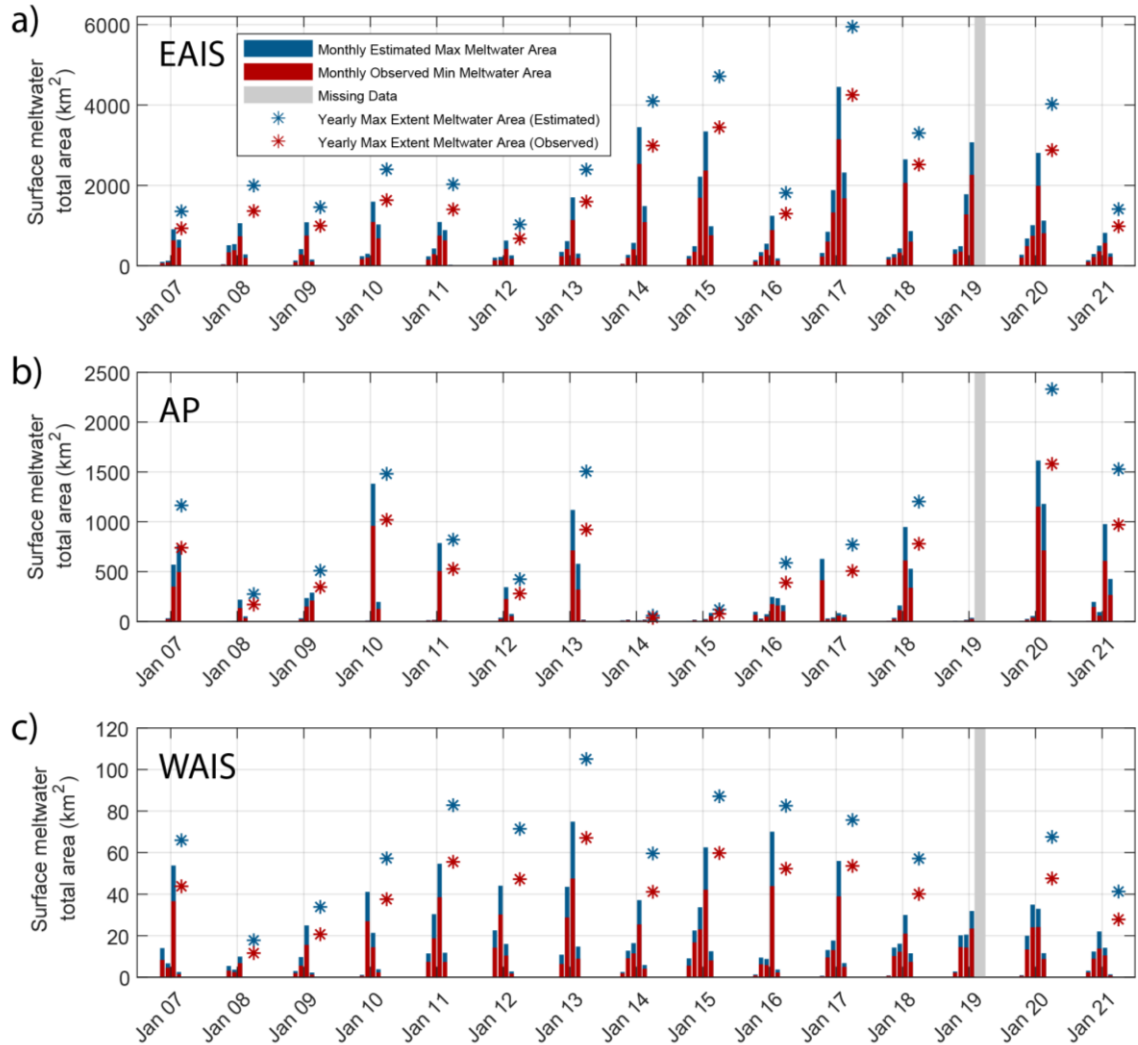 a)
EAIS
Surface meltwater
total area (km²)
6000
4000
2000
0
Monthly Estimated Max Meltwater Area
Monthly Observed Min Meltwater Area
Missing Data
Yearly Max Extent Meltwater Area (Estimated)
Yearly Max Extent Meltwater Area (Observed)
Jan 07 Jan 08 Jan 09 Jan 10 Jan 11 Jan 12 Jan 13 Jan 14 Jan 15 Jan 16 Jan 17 Jan 18 Jan 19 Jan 20 Jan 21
b)
AP
Surface meltwater
total area (km²)
2500
2000
1500
1000
500
0
Jan 07 Jan 08 Jan 09 Jan 10 Jan 11 Jan 12 Jan 13 Jan 14 Jan 15 Jan 16 Jan 17 Jan 18 Jan 19 Jan 20 Jan 21
c)
WAIS
Surface meltwater
total area (km²)
120
100
80
60
40
20
0
Jan 07 Jan 08 Jan 09 Jan 10 Jan 11 Jan 12 Jan 13 Jan 14 Jan 15 Jan 16 Jan 17 Jan 18 Jan 19 Jan 20 Jan 21